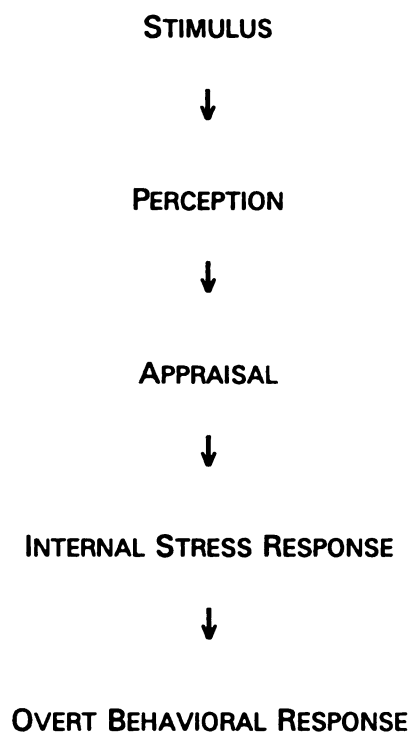 STIMULUS
↓
PERCEPTION
↓
APPRAISAL
↓
INTERNAL STRESS RESPONSE
↓
OVERT BEHAVIORAL RESPONSE